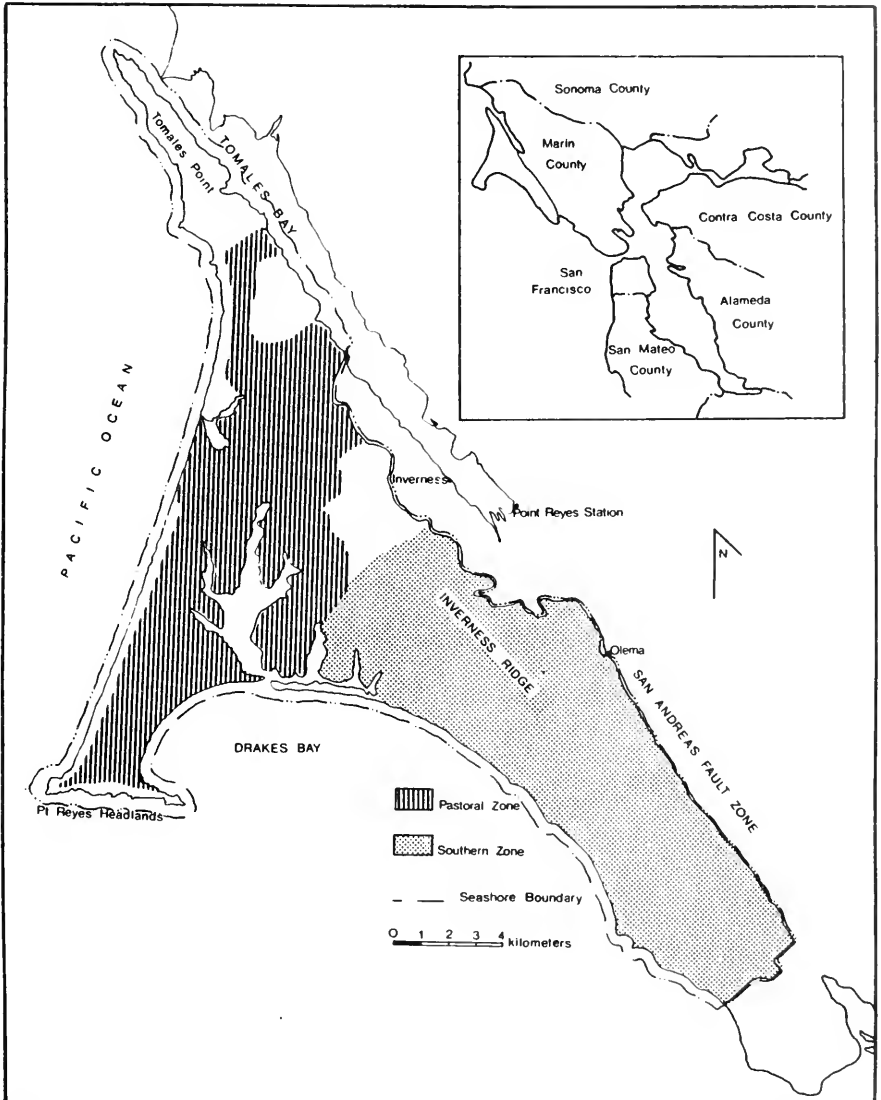 Tomales Point
TOMALES BAY
PACIFIC OCEAN
Inverness
Point Reyes Station
INVERNESS RIDGE
Olema
SAN ANDREAS FAULT ZONE
DRAKES BAY
Pt Reyes Headlands
N
Sonoma County
Marin
County
Contra Costa County
San
Francisco
Alameda
County
San Mateo
County
Pastoral Zone
Southern Zone
Seashore Boundary
0 1 2 3 4
kilometers